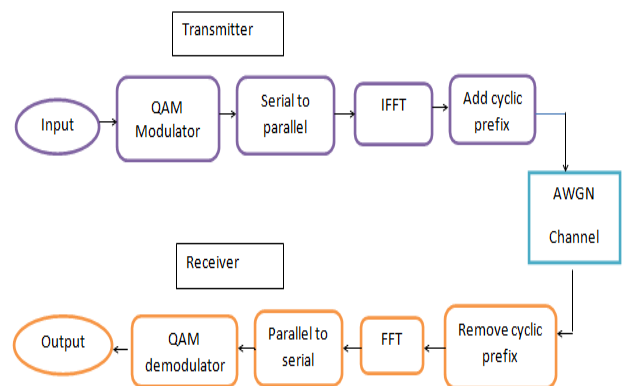 Transmitter
Input
QAM
Modulator
Serial to
parallel
IFFT
Add cyclic
prefix
AWGN
Channel
Receiver
Output
QAM
demodulator
Parallel to
serial
FFT
Remove cyclic
prefix